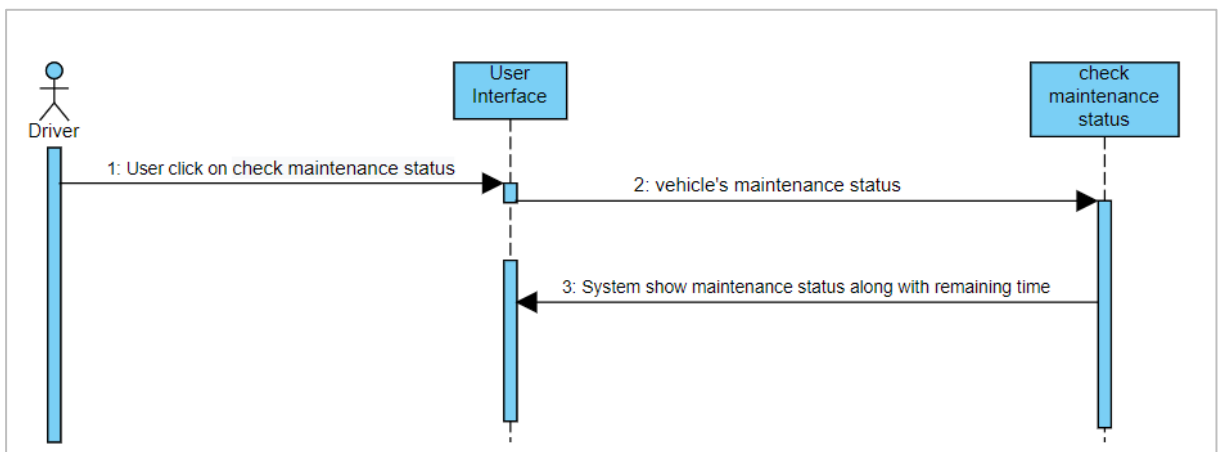 User
Interface
check
maintenance
status
Driver
1: User click on check maintenance status
2: vehicle's maintenance status
3: System show maintenance status along with remaining time